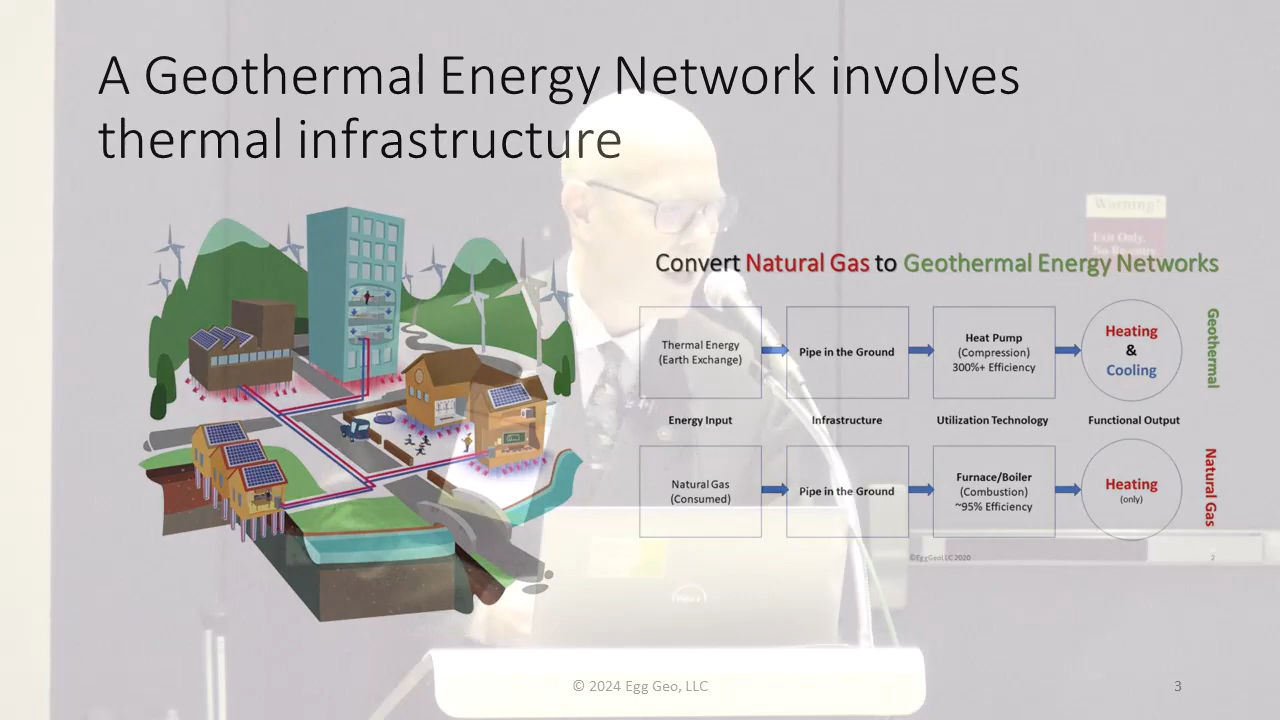 A Geothermal Energy Network involves
thermal infrastructure
Warning!
Exit Only.
Convert Natural Gas to Geothermal Energy Networks
Thermal Energy
(Earth Exchange)
Pipe in the Ground
Heat Pump
(Compression)
300%+ Efficiency
Heating
&
Cooling
Geothermal
Energy Input
Infrastructure
Utilization Technology
Functional Output
Natural Gas
(Consumed)
Pipe in the Ground
Furnace/Boiler
(Combustion)
~95% Efficiency
Heating
(only)
Natural Gas
©EggGeo,LLC 2020
2
© 2024 Egg Geo, LLC
3